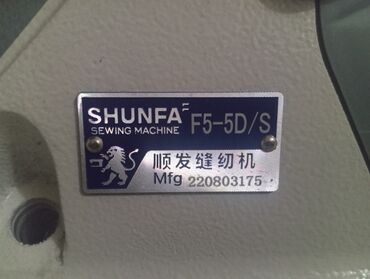 SHUNFA
SEWING MACHINE
F5-5D/S
顺发缝纫机
Mfg 220803175